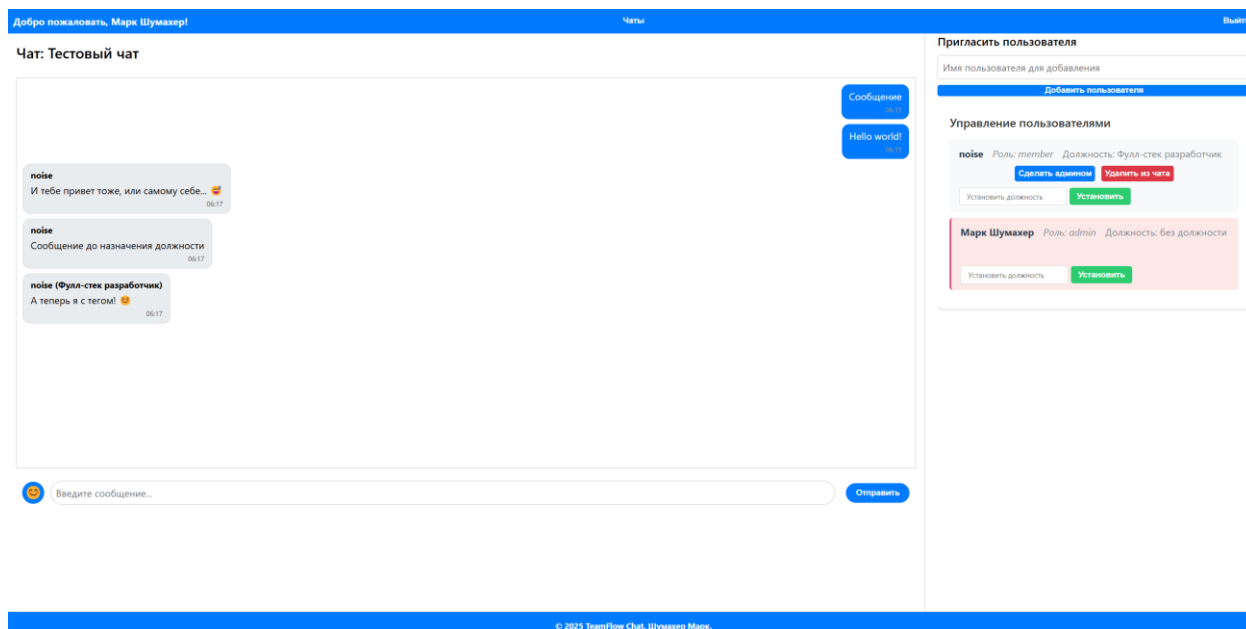 Добро пожаловать, Марк Шумахер!
Чаты
Выйт
Чат: Тестовый чат
Сообщение
06:15
Hello world!
06:15
noise
И тебе привет тоже, или самому себе... 😅
06:17
noise
Сообщение до назначения должности
06:17
noise (Фулл-стек разработчик)
А теперь я с тегом! 😊
06:17
Введите сообщение...
Отправить
Пригласить пользователя
Имя пользователя для добавления
Добавить пользователя
Управление пользователями
noise Роль: member Должность: Фулл-стек разработчик
Сделать админом Удалить из чата
Установить должность Установить
Марк Шумахер Роль: admin Должность: без должности
Установить должность Установить
© 2025 TeamFlow Chat. Шумахер Марк.